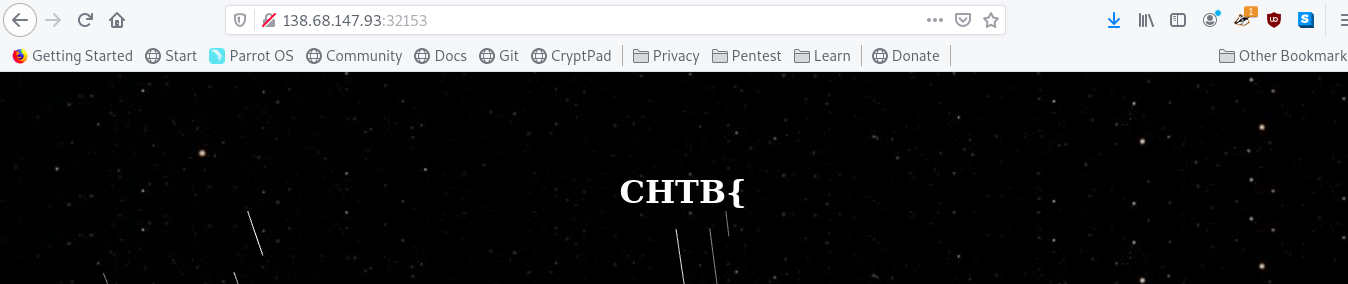 138.68.147.93:32153
1
Getting Started Start Parrot OS Community Docs Git CryptPad Privacy Pentest Learn Donate Other Bookmark
CHTB{